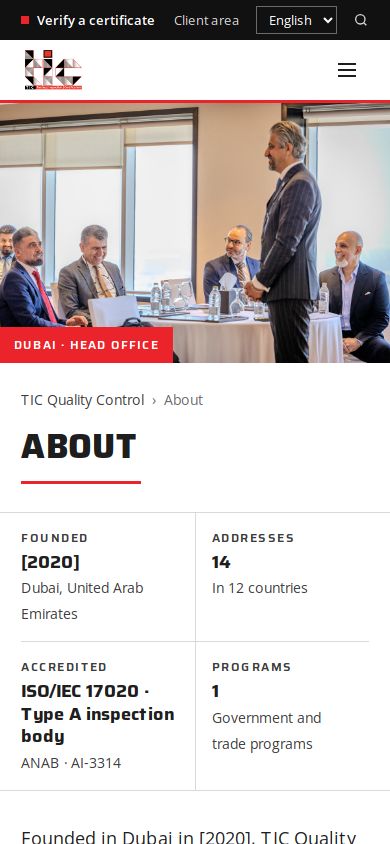 Verify a certificate
Client area
English
tic
DUBAI · HEAD OFFICE
TIC Quality Control › About
ABOUT
FOUNDED
[2020]
Dubai, United Arab
Emirates
ADDRESSES
14
In 12 countries
ACCREDITED
ISO/IEC 17020 ·
Type A inspection
body
ANAB · AI-3314
PROGRAMS
1
Government and
trade programs
Founded in Dubai in [2020], TIC Quality